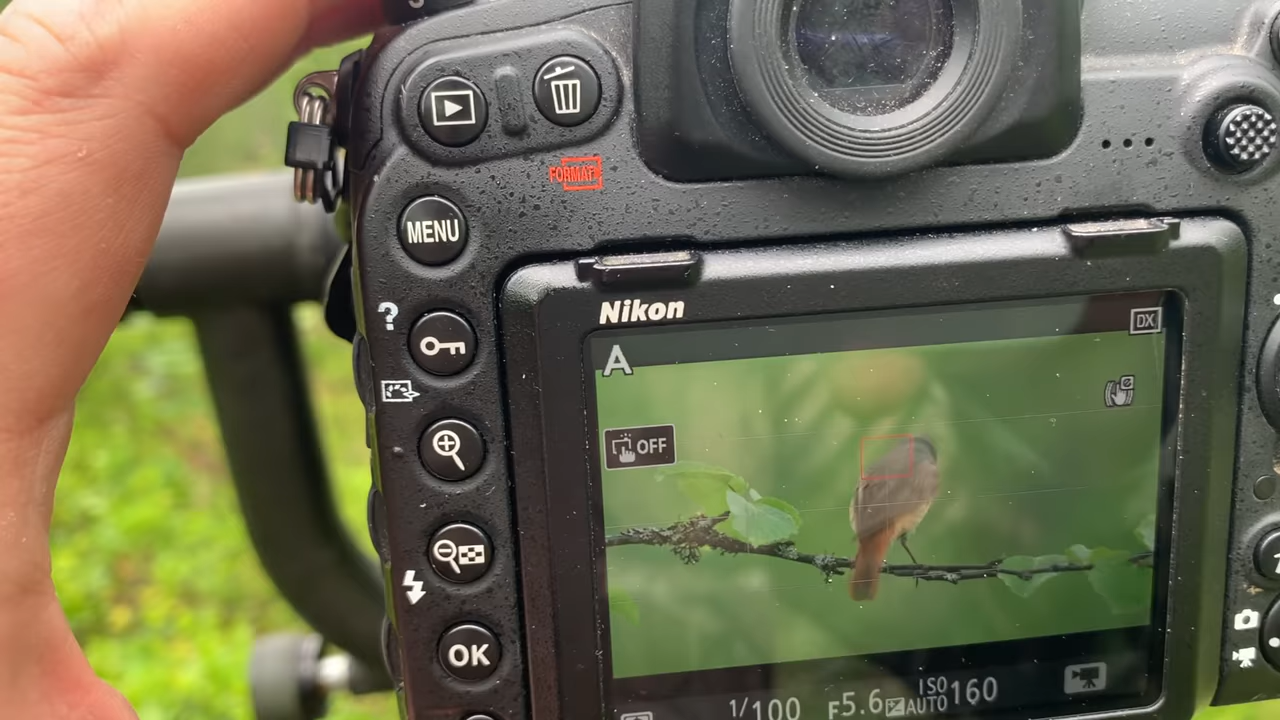 FORMAT
MENU
?
Nikon
DX
A
e
OFF
OK
1/100 F5.6 ISO AUTO 160